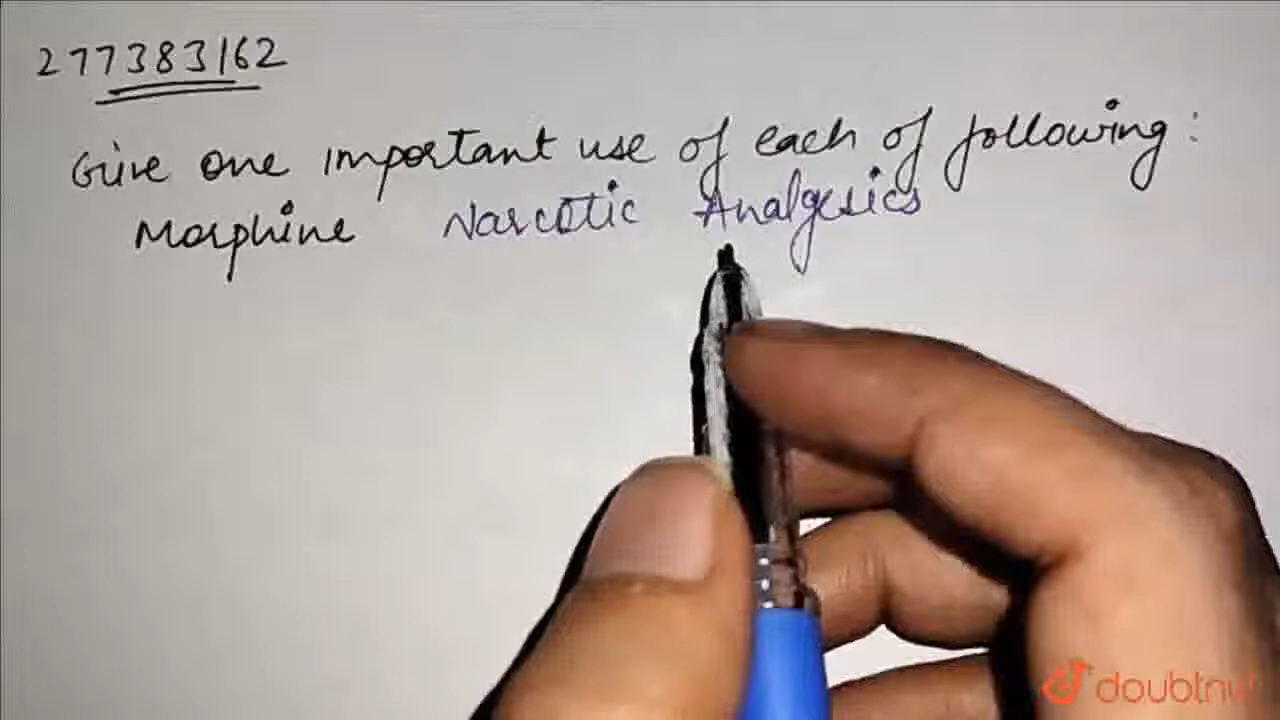 277383162
Give one important use of each of following :
Morphine Narcotic Analgesics
doubtnut